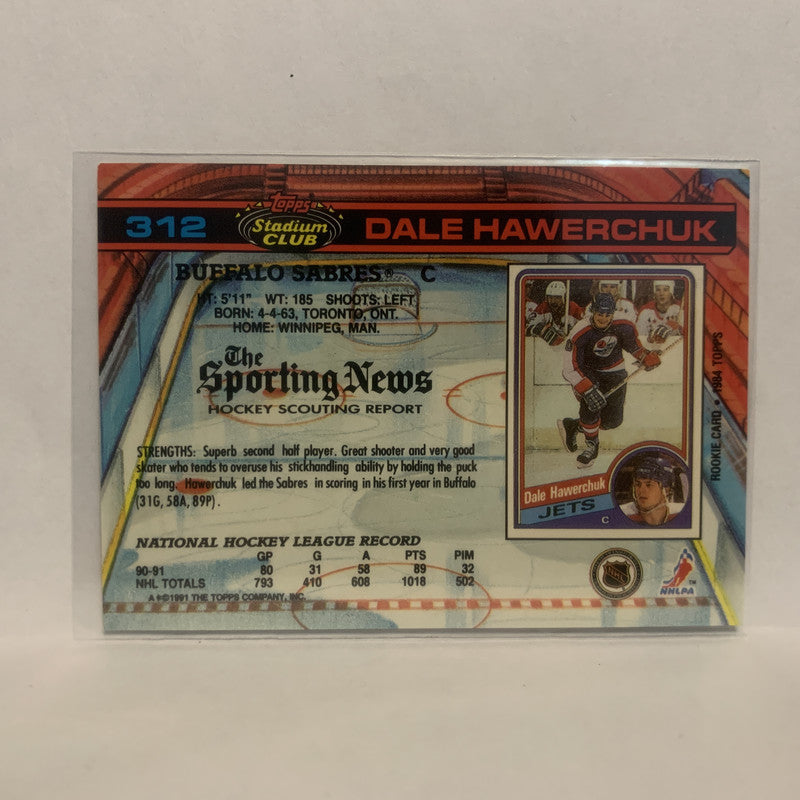 312
Topps
Stadium
CLUB
DALE HAWERCHUK
BUFFALO SABRES® C
HT: 5'11" WT: 185 SHOOTS: LEFT
BORN: 4-4-63, TORONTO, ONT.
HOME: WINNIPEG, MAN.
The
Sporting News
HOCKEY SCOUTING REPORT
STRENGTHS: Superb second half player. Great shooter and very good
skater who tends to overuse his stickhandling ability by holding the puck
too long. Hawerchuk led the Sabres in scoring in his first year in Buffalo
(31G, 58A, 89P).
NATIONAL HOCKEY LEAGUE RECORD
GP G A PTS PIM
90-91 80 31 58 89 32
NHL TOTALS 793 410 608 1018 502
A ©1991 THE TOPPS COMPANY, INC.
Dale Hawerchuk
JETS
C
ROOKIE CARD • 1984 TOPPS
NHL
NHLPA™